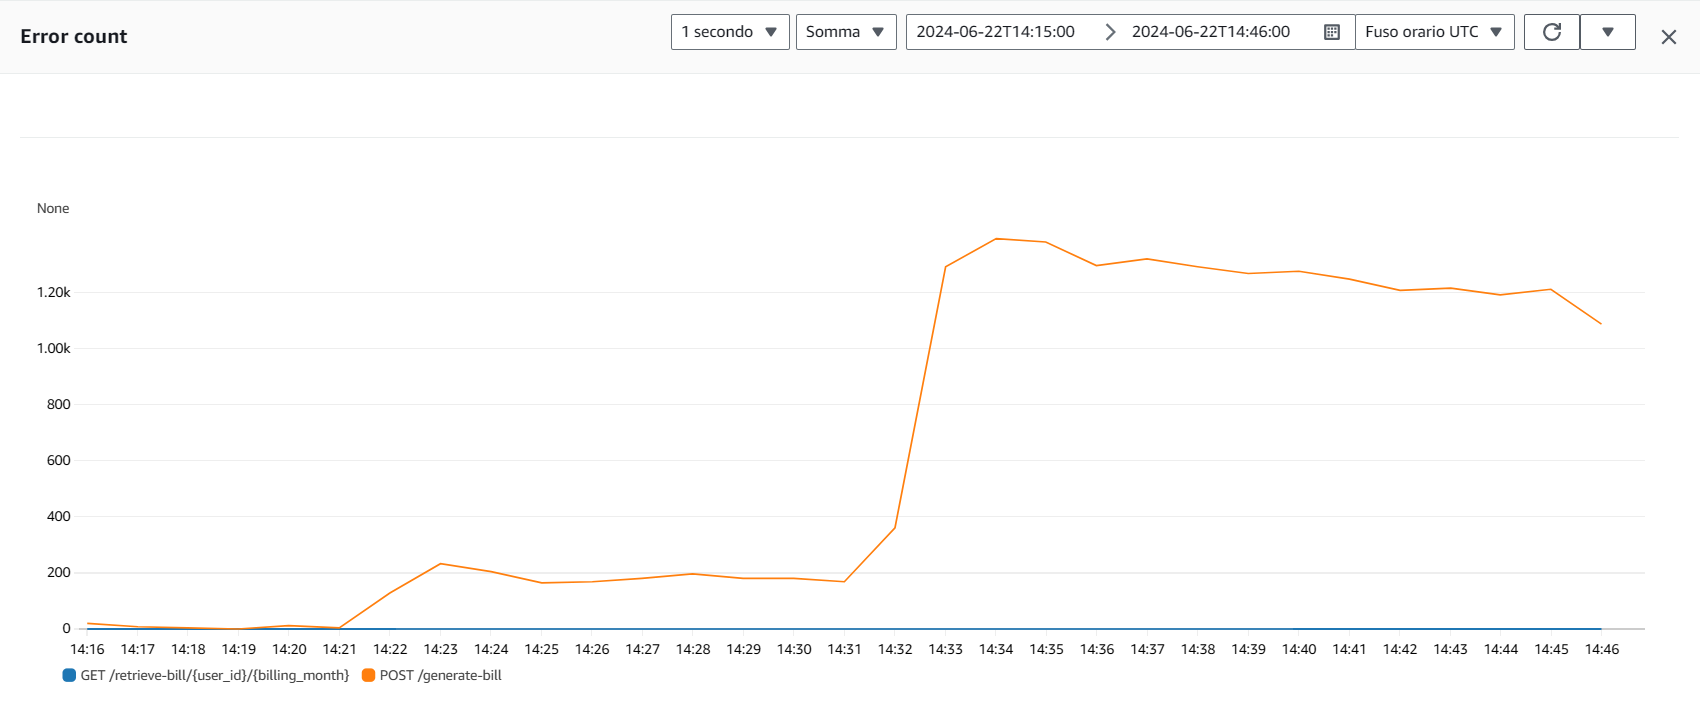 Error count
1 secondo
Somma
2024-06-22T14:15:00
2024-06-22T14:46:00
Fuso orario UTC
None
1.20k
1.00k
800
600
400
200
0
14:16 14:17 14:18 14:19 14:20 14:21 14:22 14:23 14:24 14:25 14:26 14:27 14:28 14:29 14:30 14:31 14:32 14:33 14:34 14:35 14:36 14:37 14:38 14:39 14:40 14:41 14:42 14:43 14:44 14:45 14:46
GET /retrieve-bill/{user_id}/{billing_month} POST /generate-bill